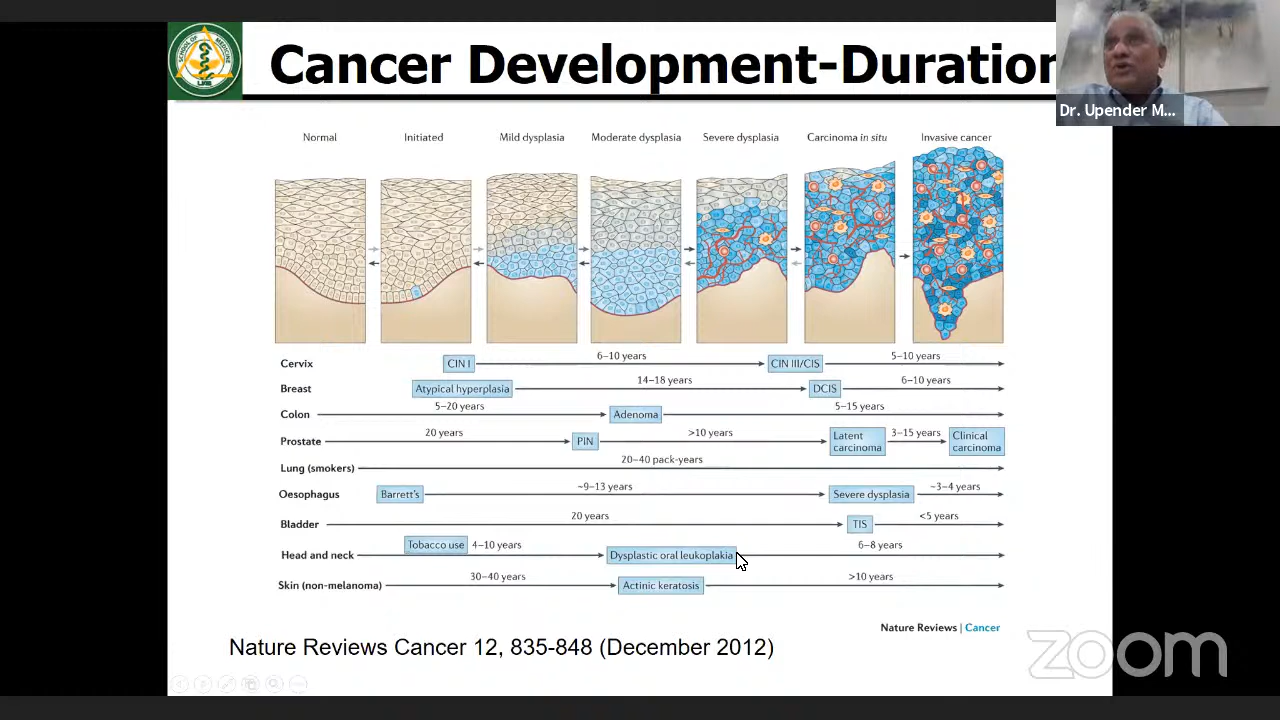 Cancer Development-Duration
Dr. Upender M...
Normal
Initiated
Mild dysplasia
Moderate dysplasia
Severe dysplasia
Carcinoma in situ
Invasive cancer
Cervix
CIN I
6–10 years
CIN III/CIS
5–10 years
Breast
Atypical hyperplasia
14–18 years
DCIS
6–10 years
Colon
5–20 years
Adenoma
5–15 years
Prostate
20 years
PIN
>10 years
Latent
carcinoma
3–15 years
Clinical
carcinoma
Lung (smokers)
20–40 pack-years
Oesophagus
Barrett's
~9–13 years
Severe dysplasia
~3–4 years
Bladder
20 years
TIS
<5 years
Head and neck
Tobacco use
4–10 years
Dysplastic oral leukoplakia
6–8 years
Skin (non-melanoma)
30–40 years
Actinic keratosis
>10 years
Nature Reviews | Cancer
Nature Reviews Cancer 12, 835-848 (December 2012)
zoom